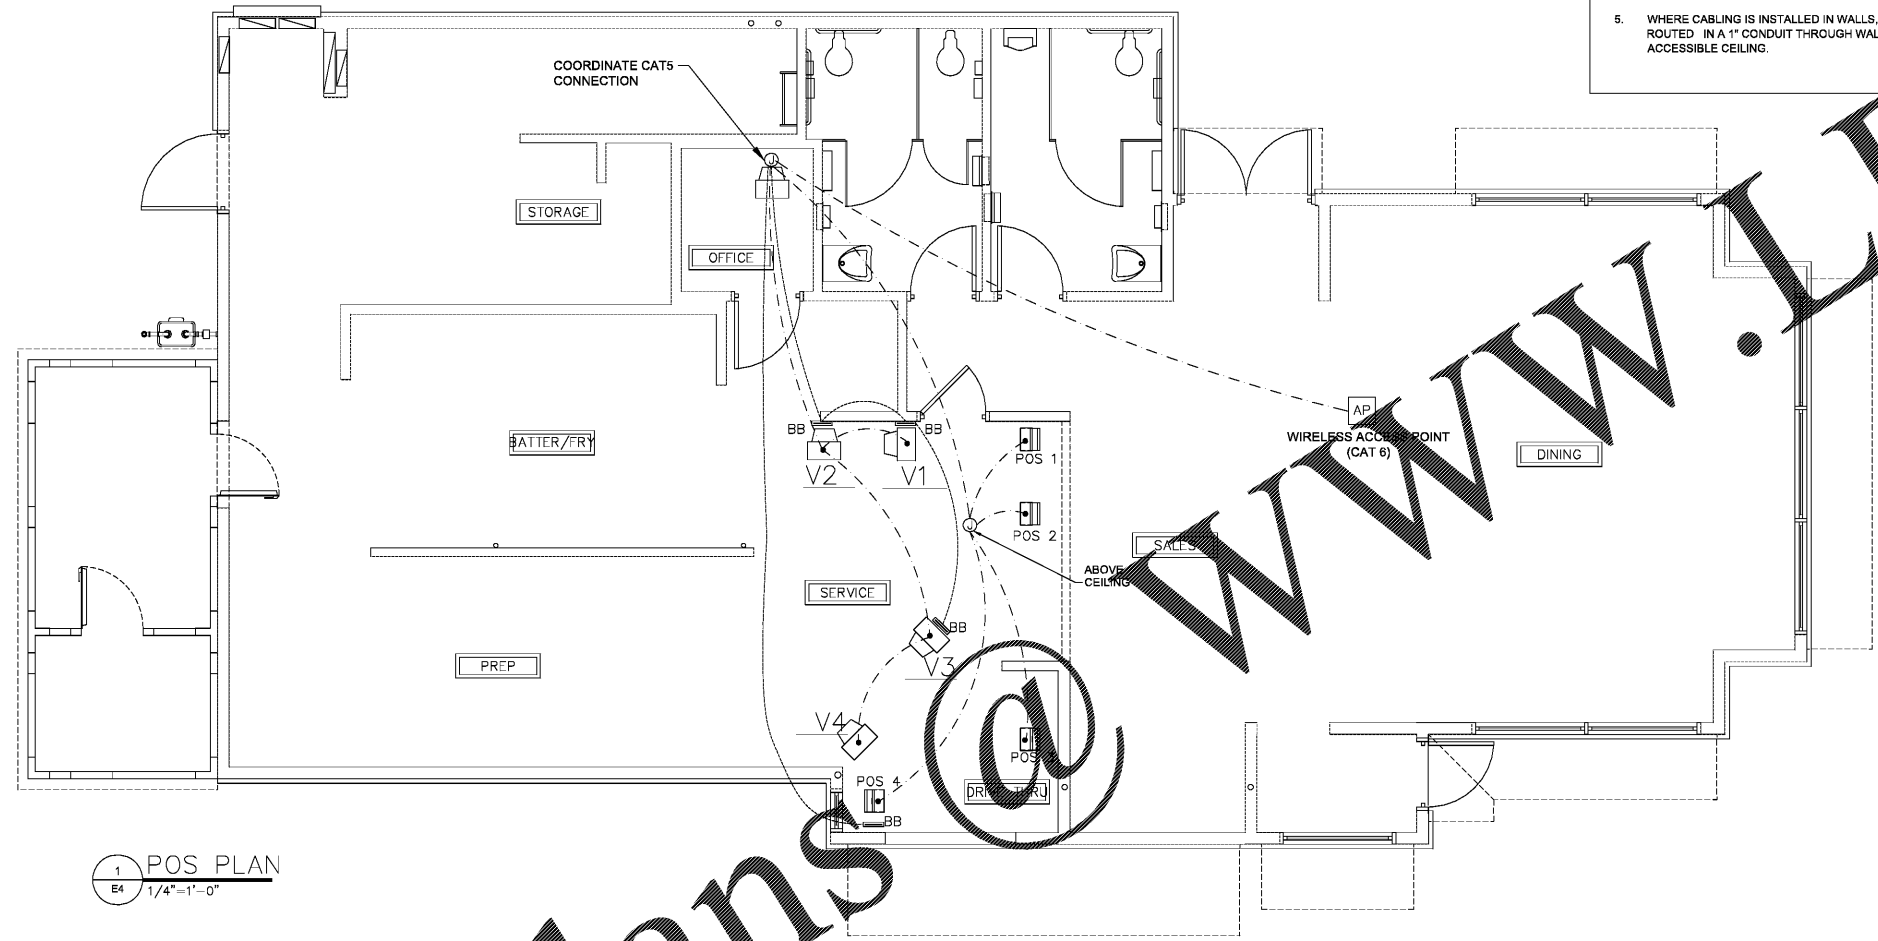 5. WHERE CABLING IS INSTALLED IN WALLS,
ROUTED IN A 1" CONDUIT THROUGH
ACCESSIBLE CEILING.
COORDINATE CAT5
CONNECTION
J
STORAGE
OFFICE
AP
WIRELESS ACCESS POINT
(CAT 6)
BATTER/FRY
BB
BB
V2
V1
POS 1
DINING
POS 2
J
SALES
ABOVE
CEILING
SERVICE
BB
V3
PREP
V4
POS
POS 4
DRIVE THRU
BB
1
E4
POS PLAN
1/4"=1'-0"
lans @ WWW.L